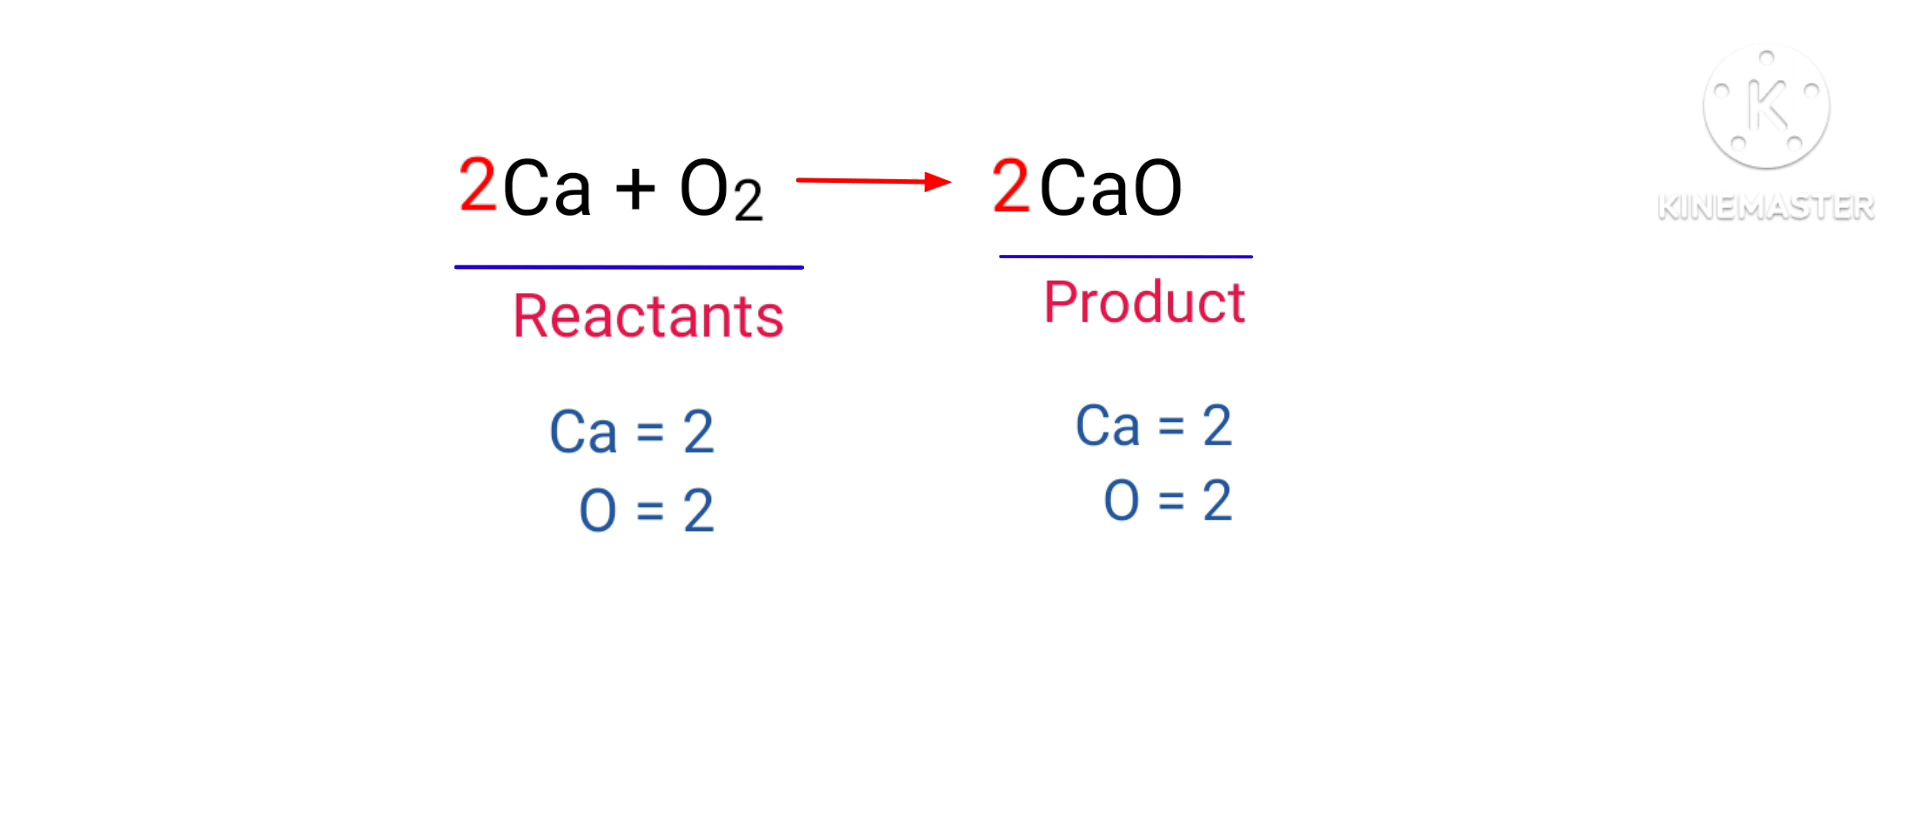 2Ca + O2 → 2CaO
Reactants
Product
Ca = 2
O = 2
Ca = 2
O = 2
K
KINEMASTER